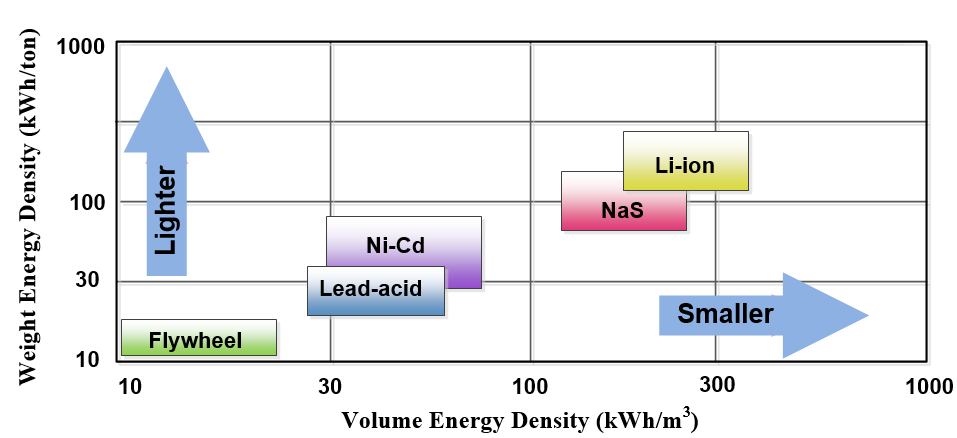 Weight Energy Density (kWh/ton)
1000
100
30
10
Lighter
Li-ion
NaS
Ni-Cd
Lead-acid
Flywheel
Smaller
10 30 100 300 1000
Volume Energy Density (kWh/m³)